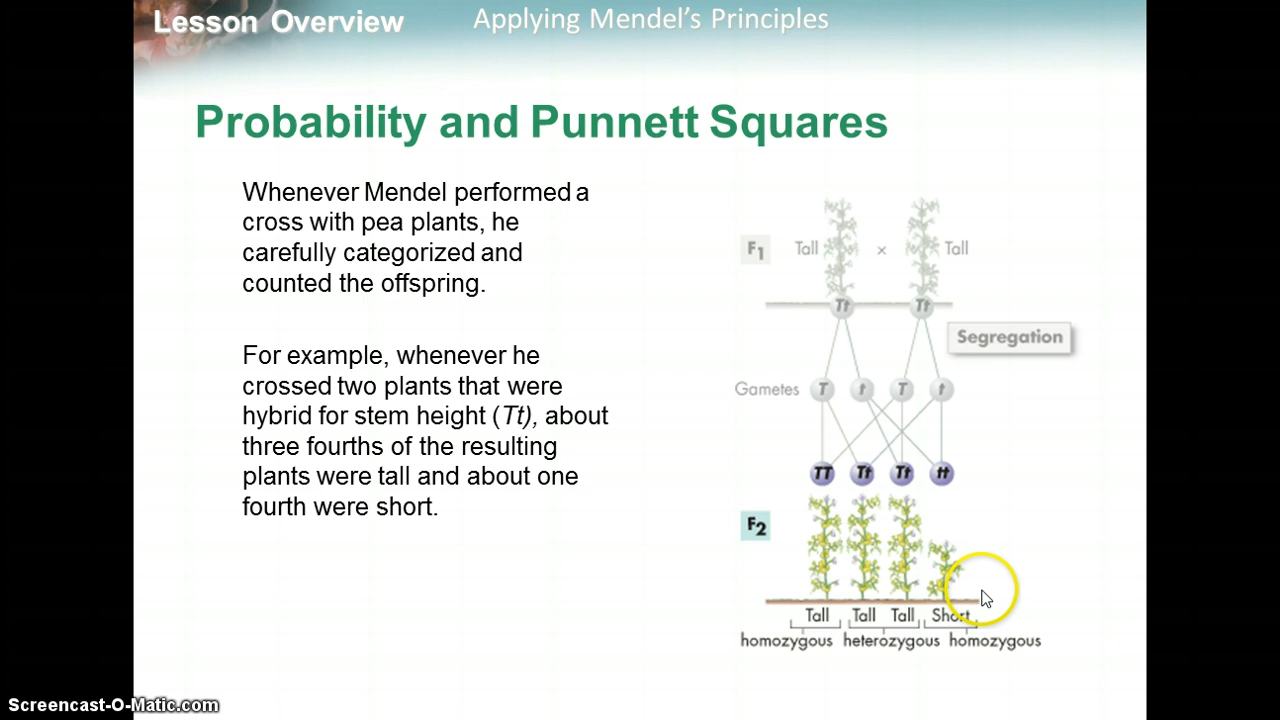 Lesson Overview Applying Mendel's Principles
Probability and Punnett Squares
Whenever Mendel performed a
cross with pea plants, he
carefully categorized and
counted the offspring.
For example, whenever he
crossed two plants that were
hybrid for stem height (Tt), about
three fourths of the resulting
plants were tall and about one
fourth were short.
F1 Tall × Tall
Tt Tt
Segregation
Gametes T t T t
TT Tt Tt tt
F2
Tall Tall Tall Short
homozygous heterozygous homozygous
Screencast-O-Matic.com